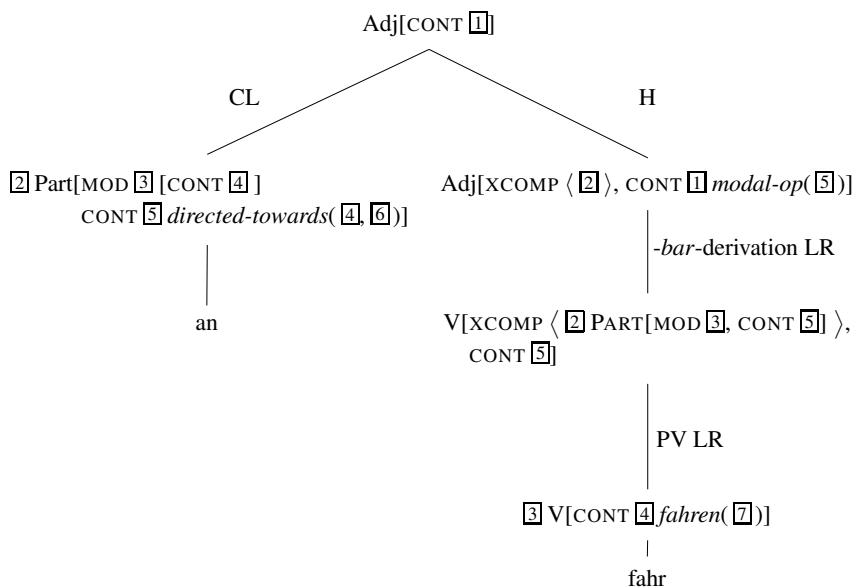 Adj[CONT 1]
CL
H
2 Part[MOD 3 [CONT 4 ]
CONT 5 directed-towards( 4, 6 )]
Adj[XCOMP ⟨ 2 ⟩, CONT 1 modal-op( 5 )]
-bar-derivation LR
an
V[XCOMP ⟨ 2 PART[MOD 3, CONT 5 ] ⟩,
CONT 5]
PV LR
3 V[CONT 4 fahren( 7 )]
fahr